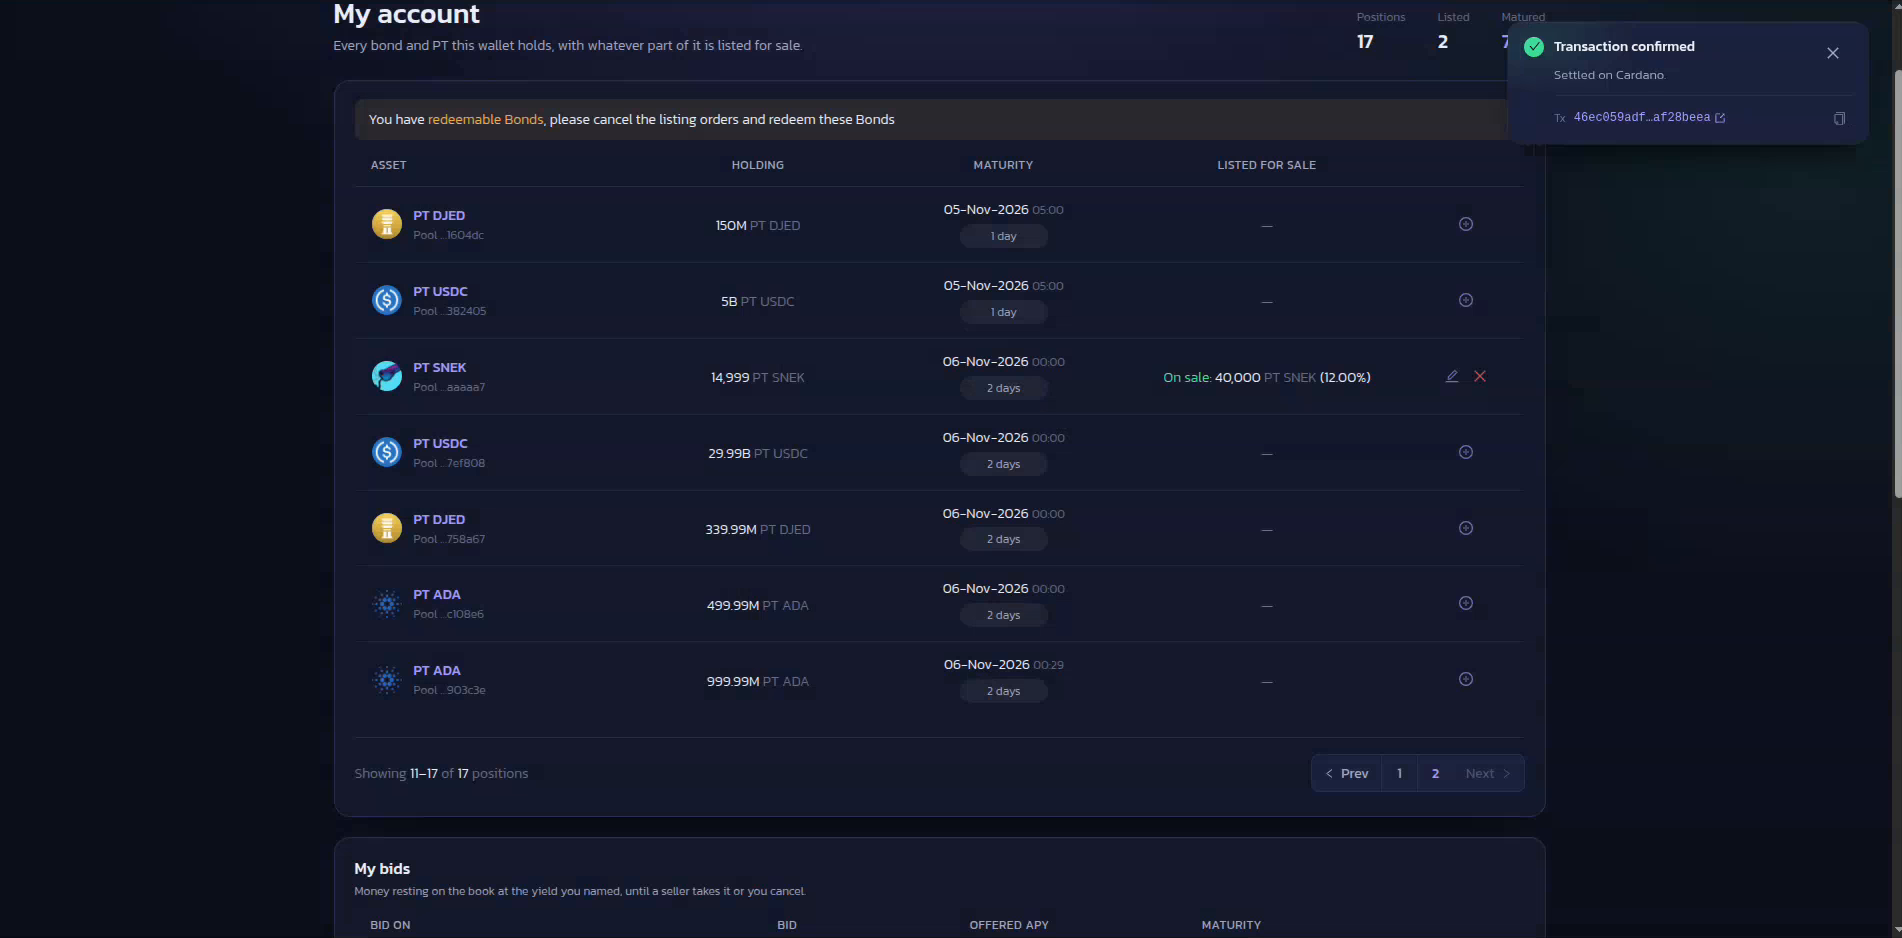 My account
Every bond and PT this wallet holds, with whatever part of it is listed for sale.
Positions Listed Matured
17 2 7
Transaction confirmed
Settled on Cardano.
Tx 46ec059adf…af28beea
You have redeemable Bonds, please cancel the listing orders and redeem these Bonds
ASSET HOLDING MATURITY LISTED FOR SALE
PT DJED
Pool ...1604dc
150M PT DJED
05-Nov-2026 05:00
1 day
—
PT USDC
Pool ...382405
5B PT USDC
05-Nov-2026 05:00
1 day
—
PT SNEK
Pool ...aaaaa7
14,999 PT SNEK
06-Nov-2026 00:00
2 days
On sale: 40,000 PT SNEK (12.00%)
PT USDC
Pool ...7ef808
29.99B PT USDC
06-Nov-2026 00:00
2 days
—
PT DJED
Pool ...758a67
339.99M PT DJED
06-Nov-2026 00:00
2 days
—
PT ADA
Pool ...c108e6
499.99M PT ADA
06-Nov-2026 00:00
2 days
—
PT ADA
Pool ...903c3e
999.99M PT ADA
06-Nov-2026 00:29
2 days
—
Showing 11–17 of 17 positions
Prev 1 2 Next
My bids
Money resting on the book at the yield you named, until a seller takes it or you cancel.
BID ON BID OFFERED APY MATURITY